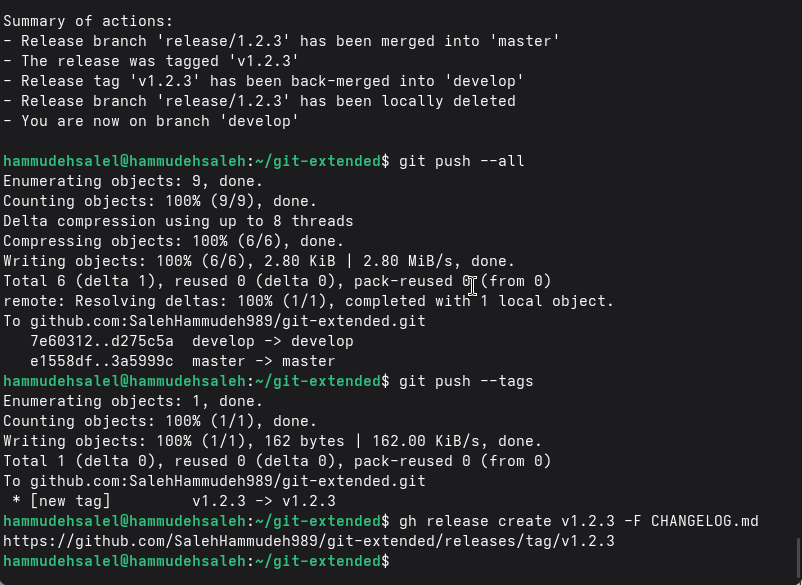 Summary of actions:
- Release branch 'release/1.2.3' has been merged into 'master'
- The release was tagged 'v1.2.3'
- Release tag 'v1.2.3' has been back-merged into 'develop'
- Release branch 'release/1.2.3' has been locally deleted
- You are now on branch 'develop'
hammudehsalel@hammudehsaleh:~/git-extended$ git push --all
Enumerating objects: 9, done.
Counting objects: 100% (9/9), done.
Delta compression using up to 8 threads
Compressing objects: 100% (6/6), done.
Writing objects: 100% (6/6), 2.80 KiB | 2.80 MiB/s, done.
Total 6 (delta 1), reused 0 (delta 0), pack-reused 0 (from 0)
remote: Resolving deltas: 100% (1/1), completed with 1 local object.
To github.com:SalehHammudeh989/git-extended.git
   7e60312..d275c5a  develop -> develop
   e1558df..3a5999c  master -> master
hammudehsalel@hammudehsaleh:~/git-extended$ git push --tags
Enumerating objects: 1, done.
Counting objects: 100% (1/1), done.
Writing objects: 100% (1/1), 162 bytes | 162.00 KiB/s, done.
Total 1 (delta 0), reused 0 (delta 0), pack-reused 0 (from 0)
To github.com:SalehHammudeh989/git-extended.git
 * [new tag]         v1.2.3 -> v1.2.3
hammudehsalel@hammudehsaleh:~/git-extended$ gh release create v1.2.3 -F CHANGELOG.md
https://github.com/SalehHammudeh989/git-extended/releases/tag/v1.2.3
hammudehsalel@hammudehsaleh:~/git-extended$